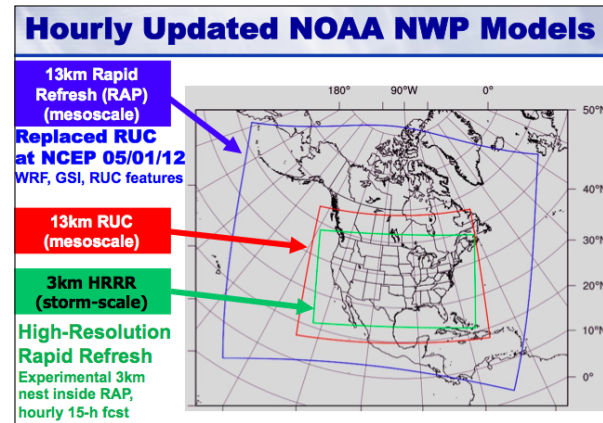 Hourly Updated NOAA NWP Models
13km Rapid
Refresh (RAP)
(mesoscale)
Replaced RUC
at NCEP 05/01/12
WRF, GSI, RUC features
13km RUC
(mesoscale)
3km HRRR
(storm-scale)
High-Resolution
Rapid Refresh
Experimental 3km
nest inside RAP,
hourly 15-h fcst
180° 90°W 0°
50°N
40°N
30°N
20°N
10°N
0°